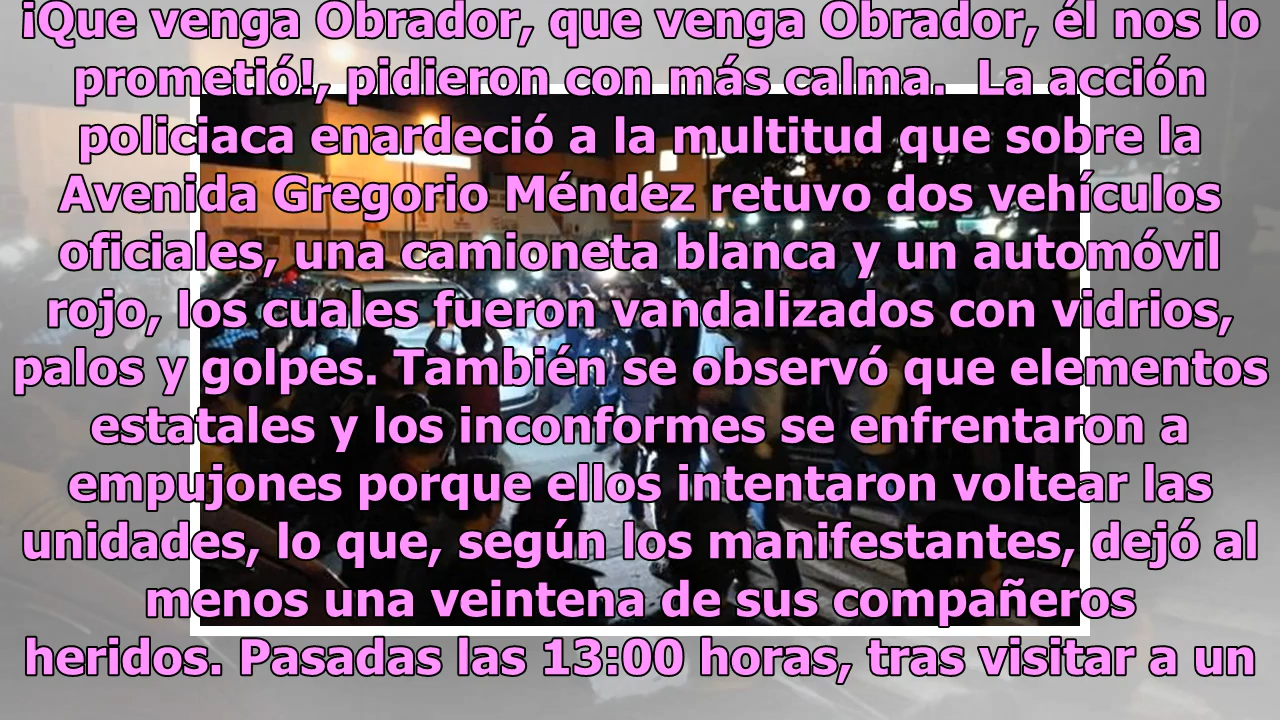 ¡Que venga Obrador, que venga Obrador, él nos lo
prometió!, pidieron con más calma.  La acción
policiaca enardeció a la multitud que sobre la
Avenida Gregorio Méndez retuvo dos vehículos
oficiales, una camioneta blanca y un automóvil
rojo, los cuales fueron vandalizados con vidrios,
palos y golpes. También se observó que elementos
estatales y los inconformes se enfrentaron a
empujones porque ellos intentaron voltear las
unidades, lo que, según los manifestantes, dejó al
menos una veintena de sus compañeros
heridos. Pasadas las 13:00 horas, tras visitar a un